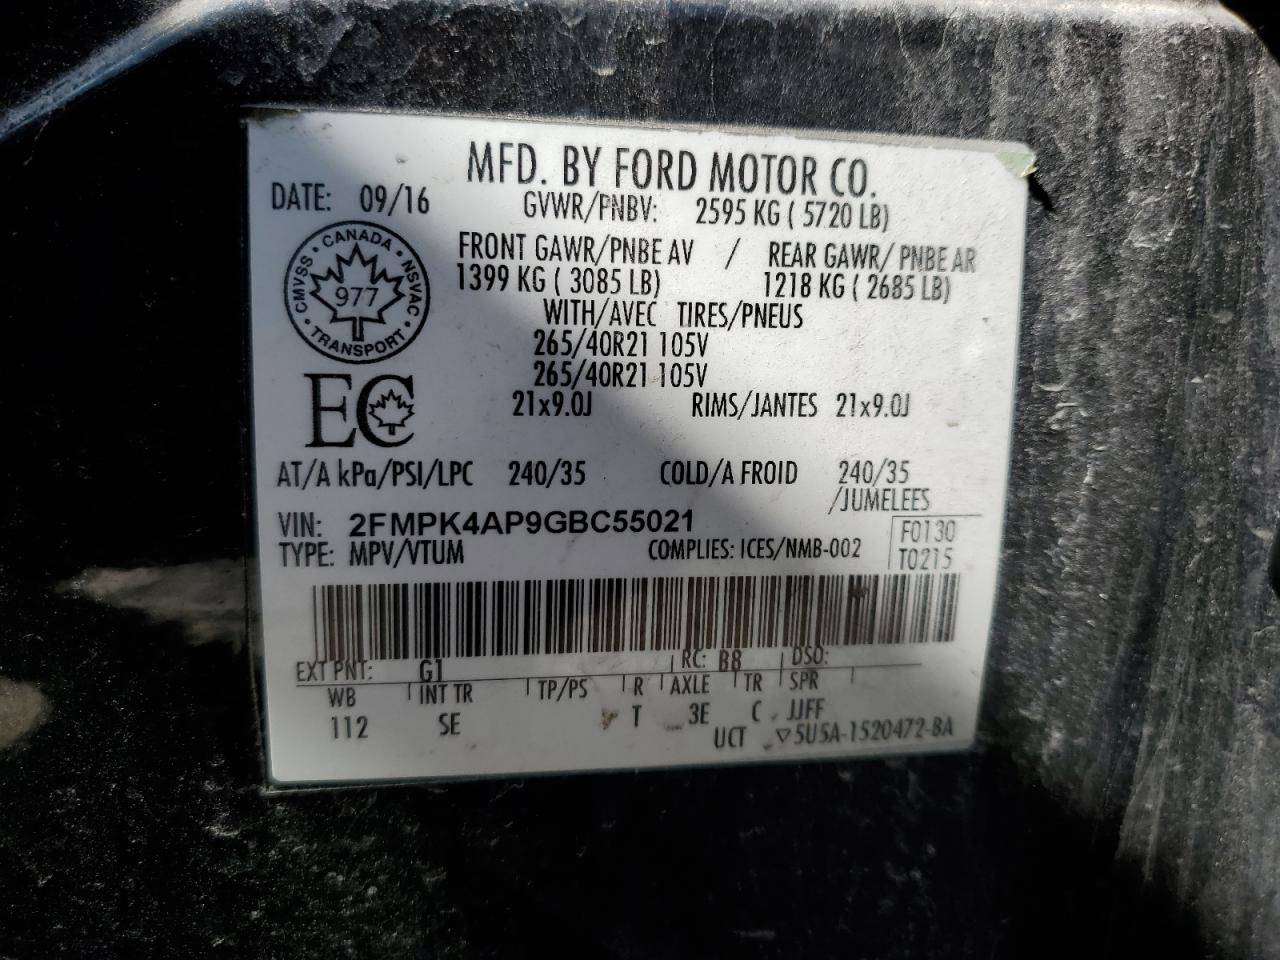 MFD. BY FORD MOTOR CO.
DATE: 09/16 GVWR/PNBV: 2595 KG ( 5720 LB)
FRONT GAWR/PNBE AV / REAR GAWR/ PNBE AR
1399 KG ( 3085 LB) 1218 KG ( 2685 LB)
WITH/AVEC TIRES/PNEUS
265/40R21 105V
265/40R21 105V
21x9.0J RIMS/JANTES 21x9.0J
CANADA
CMVSS • NSVAC
977
TRANSPORT
EC
AT/A kPa/PSI/LPC 240/35 COLD/A FROID 240/35
/JUMELEES
VIN: 2FMPK4AP9GBC55021
F0130
TYPE: MPV/VTUM COMPLIES: ICES/NMB-002
T0215
EXT PNT: G1 RC: B8 DSO:
WB INT TR TP/PS R AXLE TR SPR
112 SE T 3E C JJFF
UCT ▽5U5A-1520472-BA